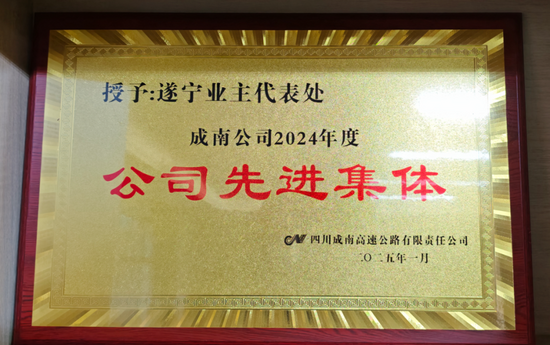 授予:遂宁业主代表处
成南公司2024年度
公司先进集体
四川成南高速公路有限责任公司
二〇二五年一月